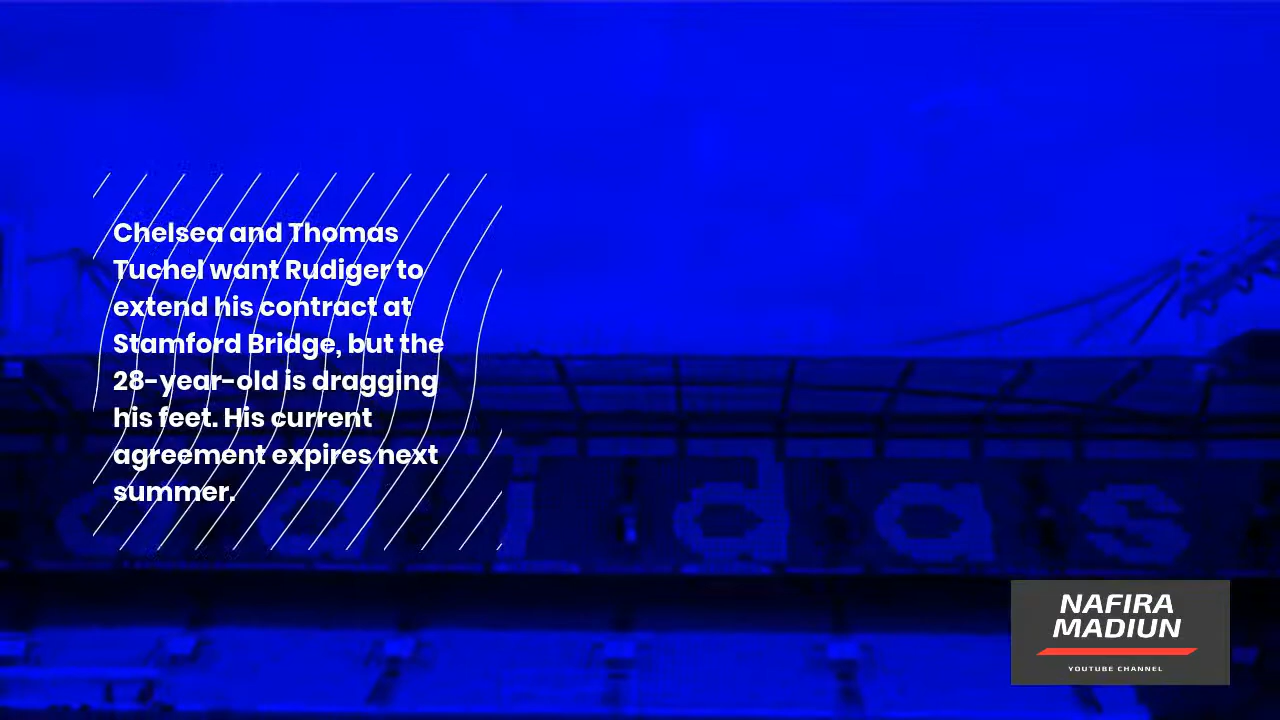 Chelsea and Thomas
Tuchel want Rudiger to
extend his contract at
Stamford Bridge, but the
28-year-old is dragging
his feet. His current
agreement expires next
summer.
adidas
NAFIRA
MADIUN
YOUTUBE CHANNEL